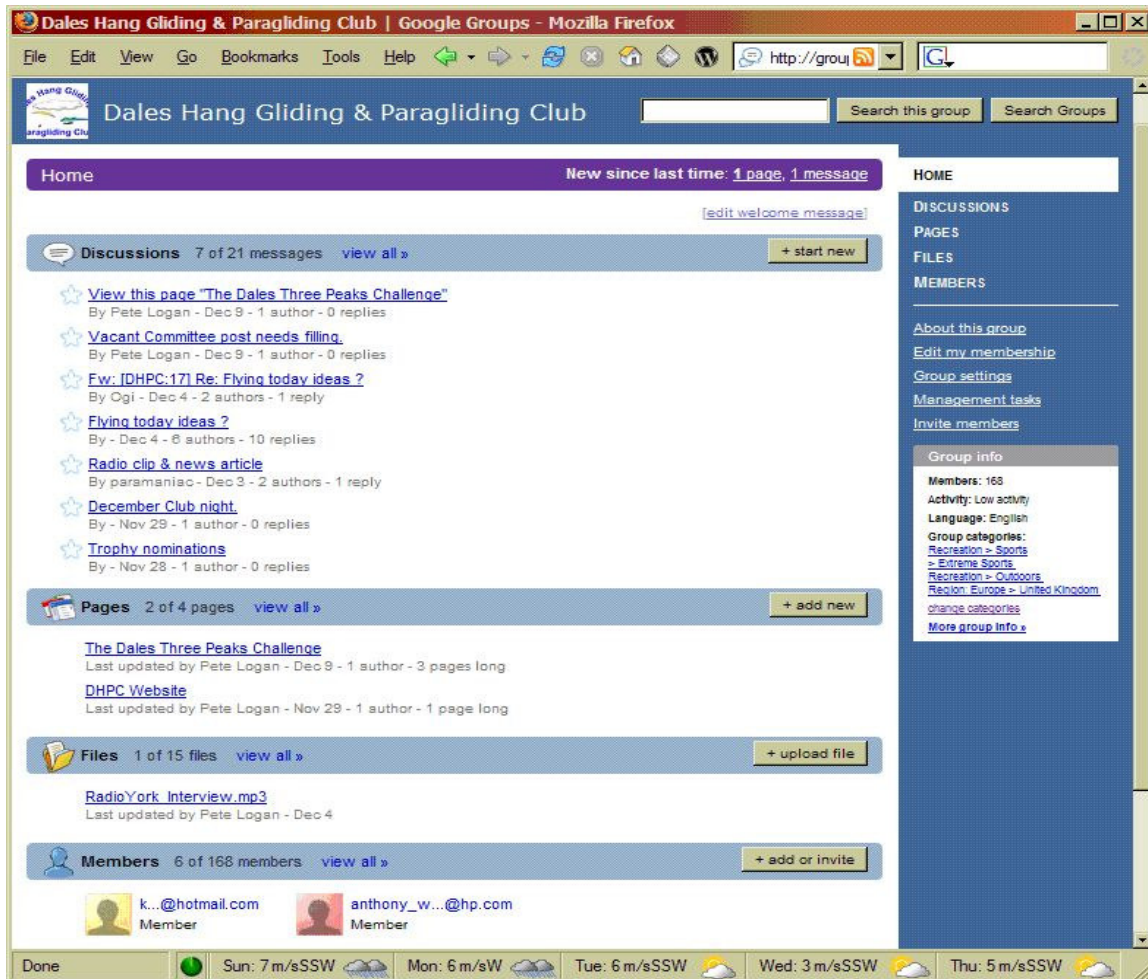 Dales Hang Gliding & Paragliding Club | Google Groups - Mozilla Firefox
File Edit View Go Bookmarks Tools Help http://grou G
Hang Gliding
aragliding Clu
Dales Hang Gliding & Paragliding Club Search this group Search Groups
Home New since last time: 1 page, 1 message
[edit welcome message]
Discussions 7 of 21 messages view all » + start new
View this page "The Dales Three Peaks Challenge"
By Pete Logan - Dec 9 - 1 author - 0 replies
Vacant Committee post needs filling.
By Pete Logan - Dec 9 - 1 author - 0 replies
Fw: [DHPC:17] Re: Flying today ideas ?
By Ogi - Dec 4 - 2 authors - 1 reply
Flying today ideas ?
By - Dec 4 - 6 authors - 10 replies
Radio clip & news article
By paramaniac - Dec 3 - 2 authors - 1 reply
December Club night.
By - Nov 29 - 1 author - 0 replies
Trophy nominations
By - Nov 28 - 1 author - 0 replies
Pages 2 of 4 pages view all » + add new
The Dales Three Peaks Challenge
Last updated by Pete Logan - Dec 9 - 1 author - 3 pages long
DHPC Website
Last updated by Pete Logan - Nov 29 - 1 author - 1 page long
Files 1 of 15 files view all » + upload file
RadioYork_Interview.mp3
Last updated by Pete Logan - Dec 4
Members 6 of 168 members view all » + add or invite
k...@hotmail.com
Member
anthony_w...@hp.com
Member
HOME
DISCUSSIONS
PAGES
FILES
MEMBERS
About this group
Edit my membership
Group settings
Management tasks
Invite members
Group info
Members: 168
Activity: Low activity
Language: English
Group categories:
Recreation > Sports
> Extreme Sports
Recreation > Outdoors
Region: Europe > United Kingdom
change categories
More group info »
Done Sun: 7 m/sSSW Mon: 6 m/sW Tue: 6 m/sSSW Wed: 3 m/sSSW Thu: 5 m/sSSW